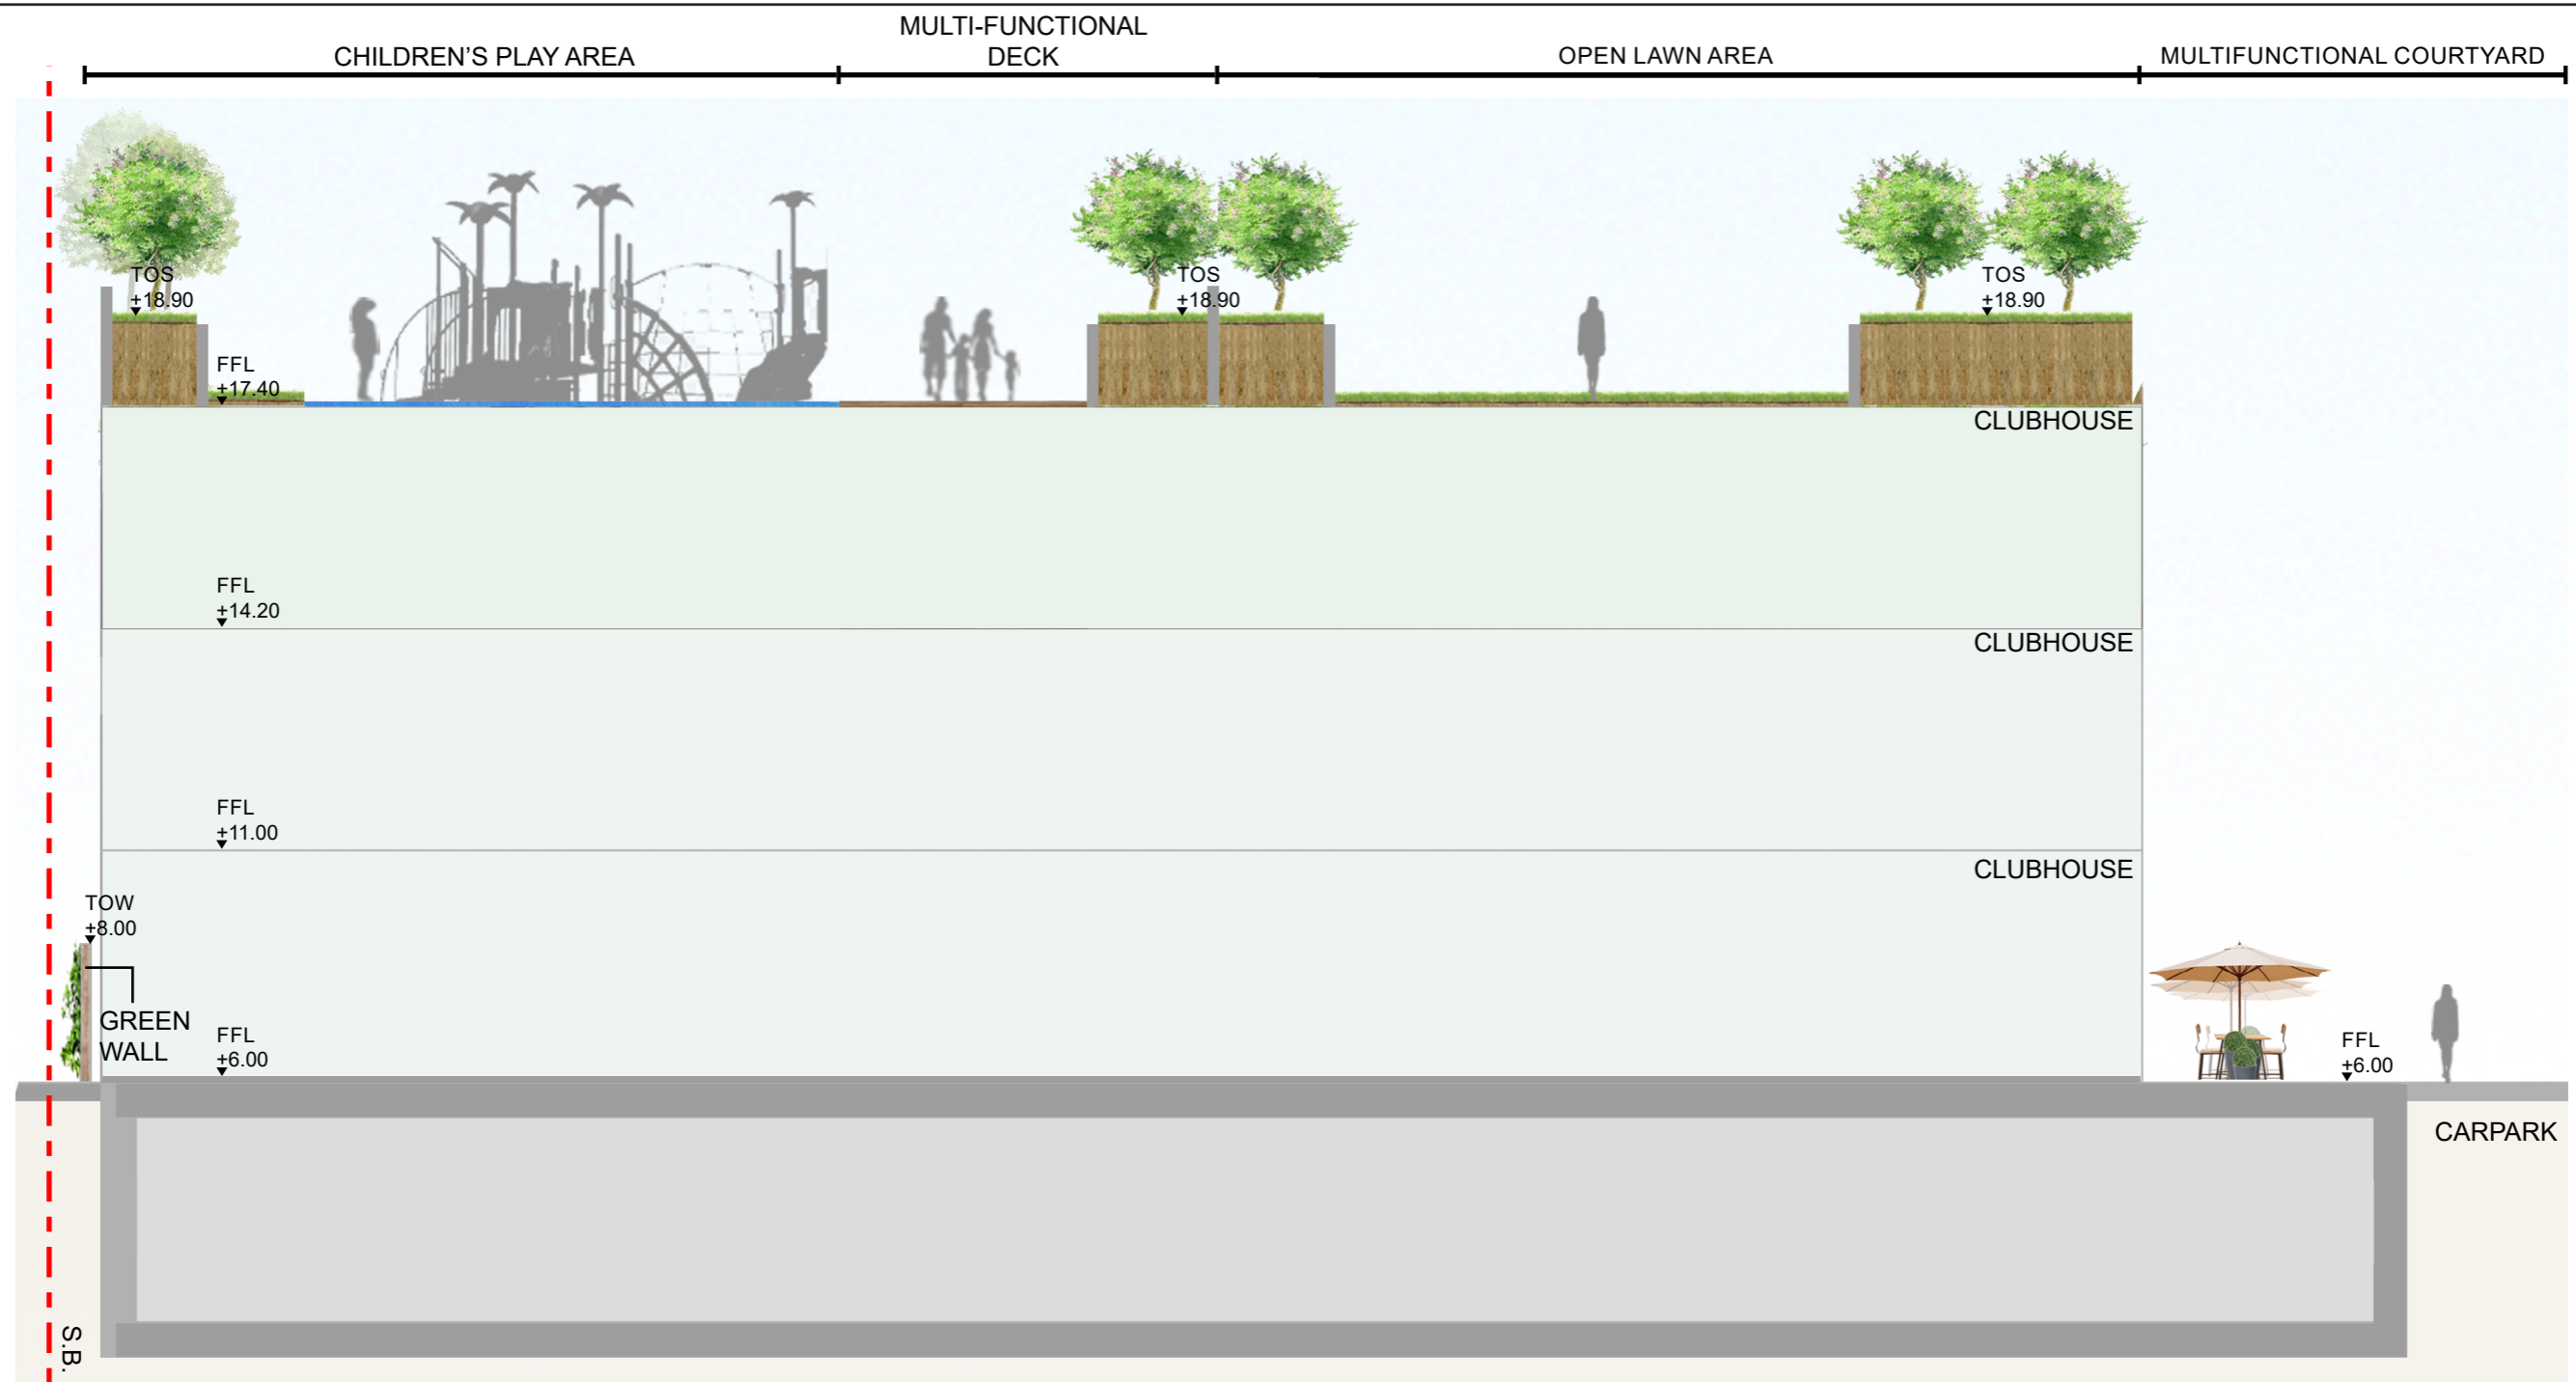 MULTI-FUNCTIONAL
DECK
CHILDREN'S PLAY AREA
OPEN LAWN AREA
MULTIFUNCTIONAL COURTYARD
TOS
+18.90
TOS
+18.90
TOS
+18.90
FFL
+17.40
CLUBHOUSE
FFL
+14.20
CLUBHOUSE
FFL
+11.00
CLUBHOUSE
TOW
+8.00
GREEN
WALL
FFL
+6.00
FFL
+6.00
CARPARK
S.B.